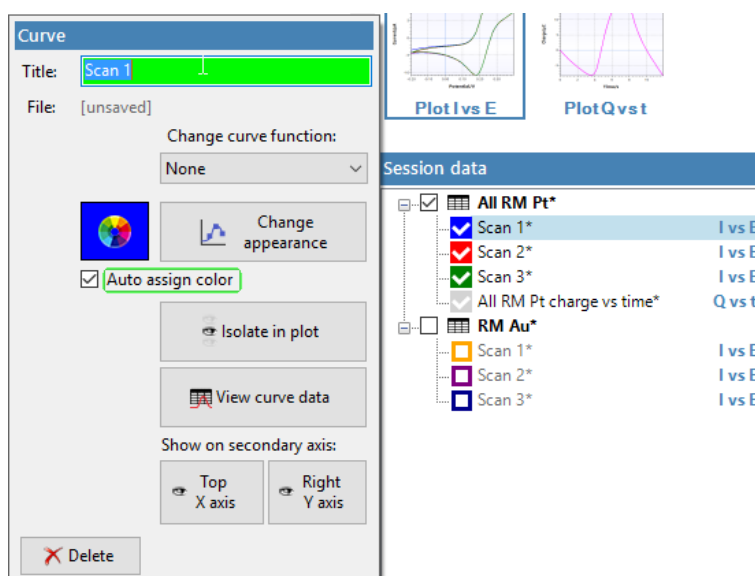 Curve
Title: Scan 1
File: [unsaved]
Change curve function:
None
Change
appearance
Auto assign color
Isolate in plot
View curve data
Show on secondary axis:
Top
X axis
Right
Y axis
Delete
Potential/V
Time/s
Plot I vs E
Plot Q vs t
Session data
All RM Pt*
Scan 1* I vs E
Scan 2* I vs E
Scan 3* I vs E
All RM Pt charge vs time* Q vs t
RM Au*
Scan 1* I vs E
Scan 2* I vs E
Scan 3* I vs E